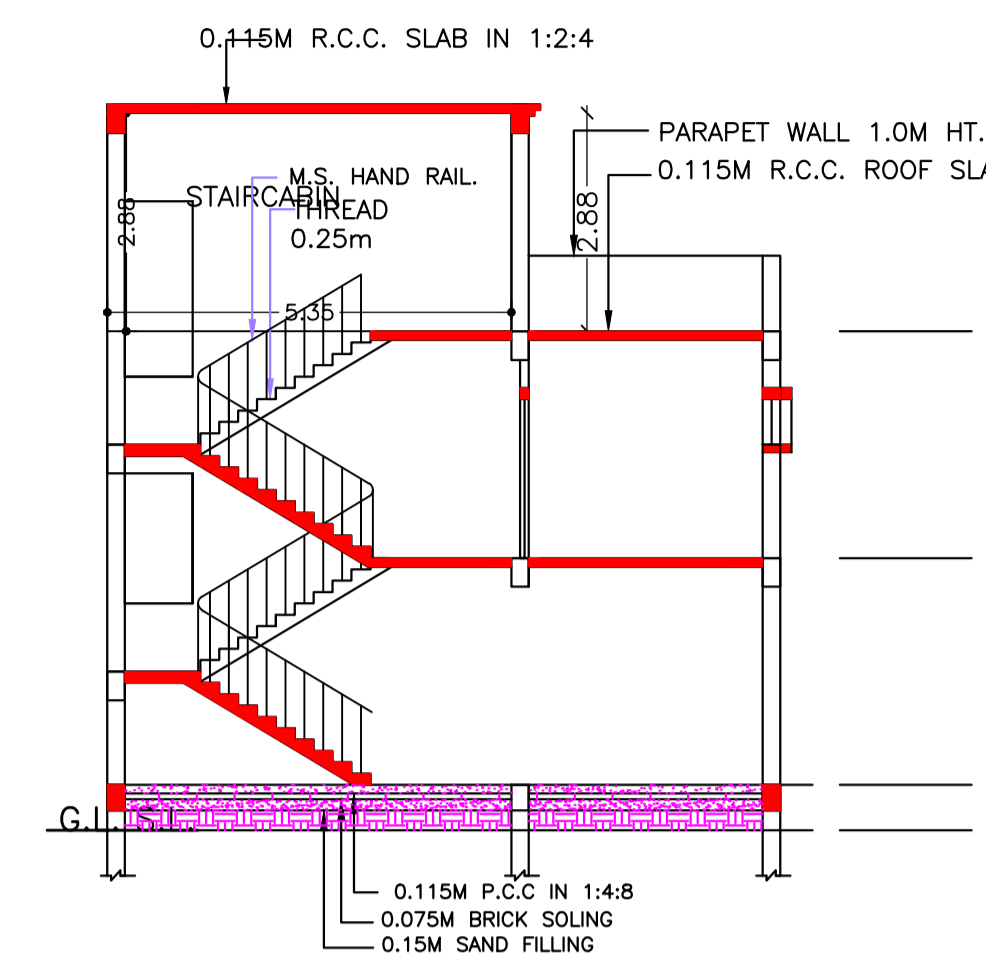 0.115M R.C.C. SLAB IN 1:2:4
PARAPET WALL 1.0M HT.
0.115M R.C.C. ROOF SLA
M.S. HAND RAIL.
STAIRCABIN
THREAD
0.25m
2.88
2.88
5.35
G.L. S.L.
0.115M P.C.C IN 1:4:8
0.075M BRICK SOLING
0.15M SAND FILLING